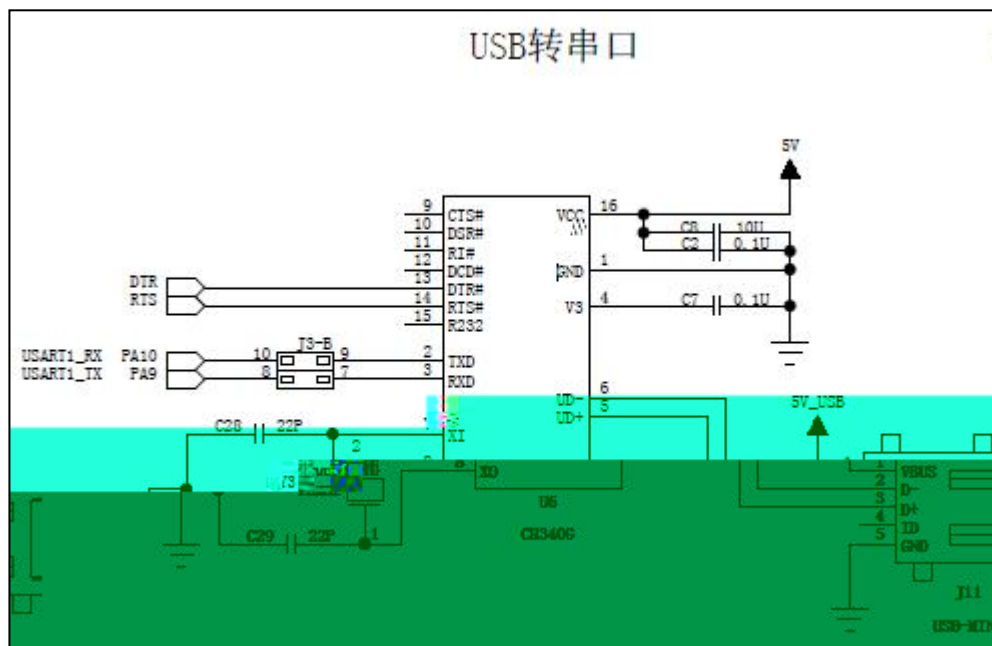 USB转串口
5V
9 CTS#
10 DSR#
11 RI#
12 DCD#
13 DTR#
14 RTS#
15 R232
DTR
RTS
VCC 16
C8 10U
C2 0.1U
GND 1
V3 4
C7 0.1U
J3-B
USART1_RX PA10 10 9 2 TXD
USART1_TX PA9 8 7 3 RXD
UD- 6
UD+ 5
5V_USB
C28 22P
XI
2
XO
U6
CH340G
C29 22P
1
1 VBUS
2 D-
3 D+
4 ID
5 GND
J11